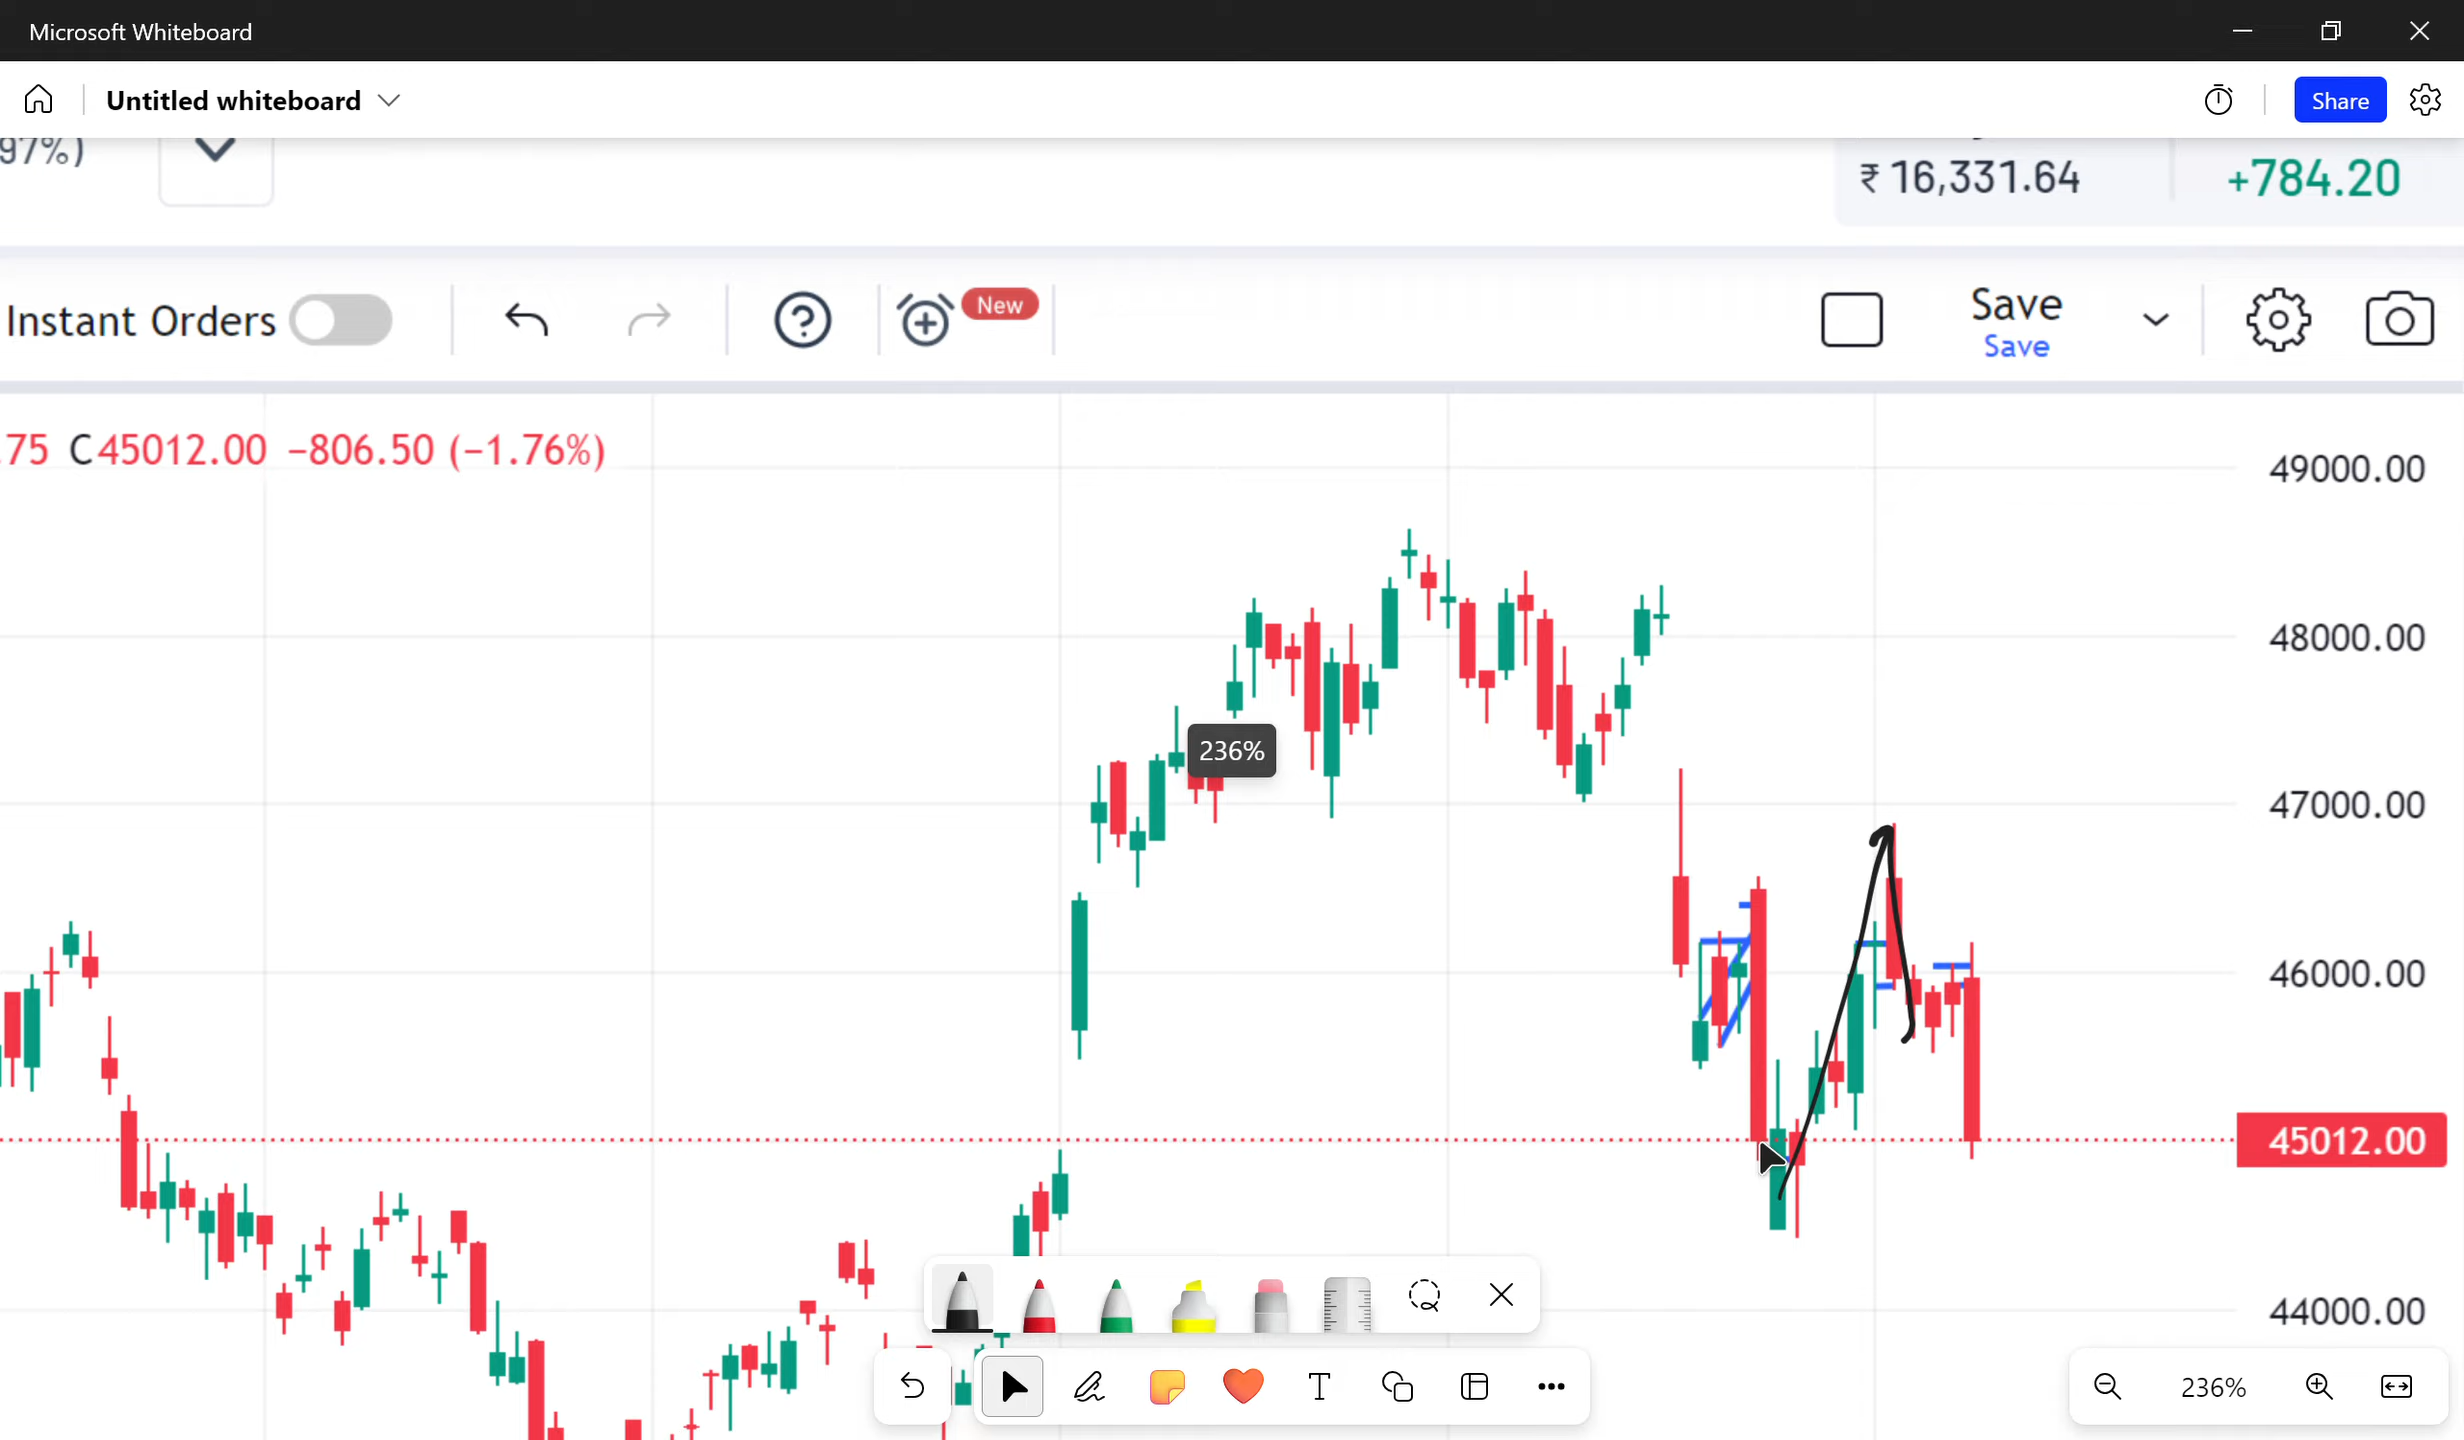 Microsoft Whiteboard
Untitled whiteboard
Share
97%)
₹ 16,331.64
+784.20
Instant Orders
New
Save
Save
.75 C45012.00 −806.50 (−1.76%)
49000.00
48000.00
236%
47000.00
46000.00
45012.00
44000.00
T
236%